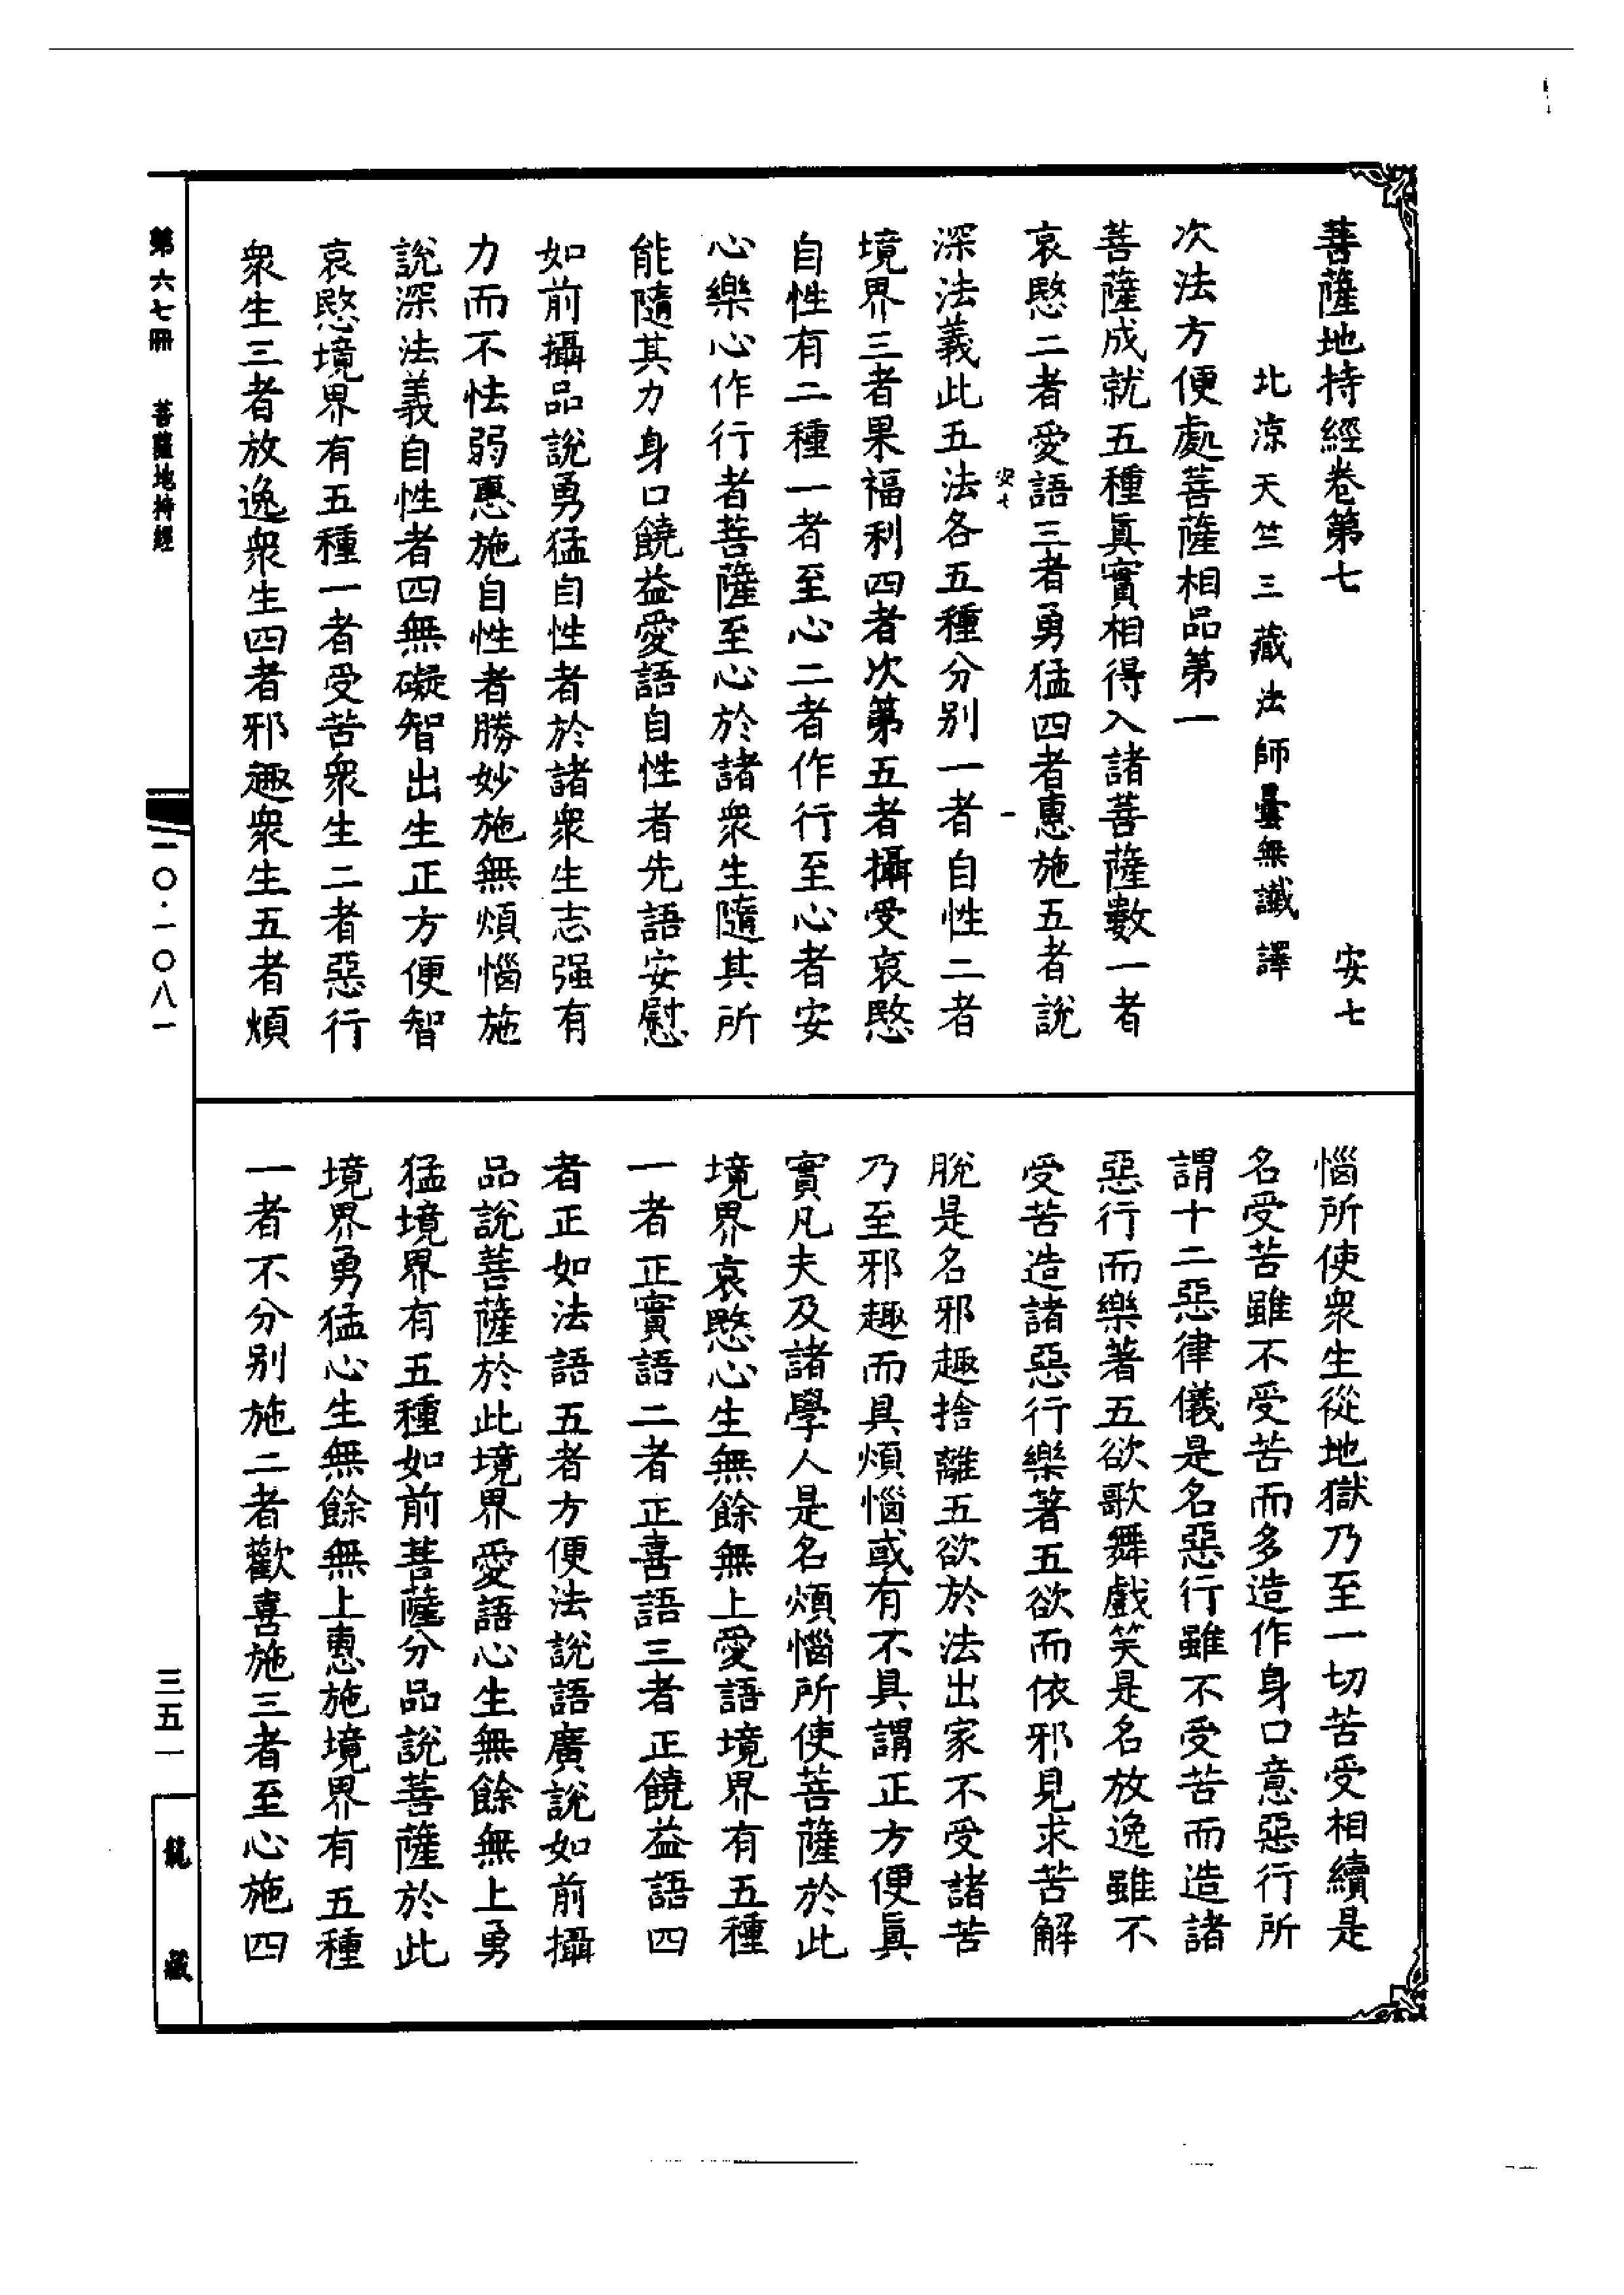 菩薩地持經卷第七 安七
北涼天竺三藏法師曇無讖譯
次法方便處菩薩相品第一
菩薩成就五種眞實相得入諸菩薩數一者
哀愍二者愛語三者勇猛四者惠施五者說
安七 一
深法義此五法各五種分別一者自性二者
境界三者果福利四者次第五者攝受哀愍
自性有二種一者至心二者作行至心者安
心樂心作行者菩薩至心於諸衆生隨其所
能隨其力身口饒益愛語自性者先語安慰
如前攝品說勇猛自性者於諸衆生志强有
力而不怯弱惠施自性者勝妙施無煩惱施
說深法義自性者四無礙智出生正方便智
哀愍境界有五種一者受苦衆生二者惡行
衆生三者放逸衆生四者邪趣衆生五者煩
惱所使衆生從地獄乃至一切苦受相續是
名受苦雖不受苦而多造作身口意惡行所
謂十二惡律儀是名惡行雖不受苦而造諸
惡行而樂著五欲歌舞戲笑是名放逸雖不
受苦造諸惡行樂著五欲而依邪見求苦解
脫是名邪趣捨離五欲於法出家不受諸苦
乃至邪趣而具煩惱或有不具謂正方便眞
實凡夫及諸學人是名煩惱所使菩薩於此
境界哀愍心生無餘無上愛語境界有五種
一者正實語二者正喜語三者正饒益語四
者正如法語五者方便法說語廣說如前攝
品說菩薩於此境界愛語心生無餘無上勇
猛境界有五種如前菩薩分品說菩薩於此
境界勇猛心生無餘無上惠施境界有五種
一者不分別施二者歡喜施三者至心施四
第六七冊 菩薩地持經
一〇·一〇八一
三五一
龍藏